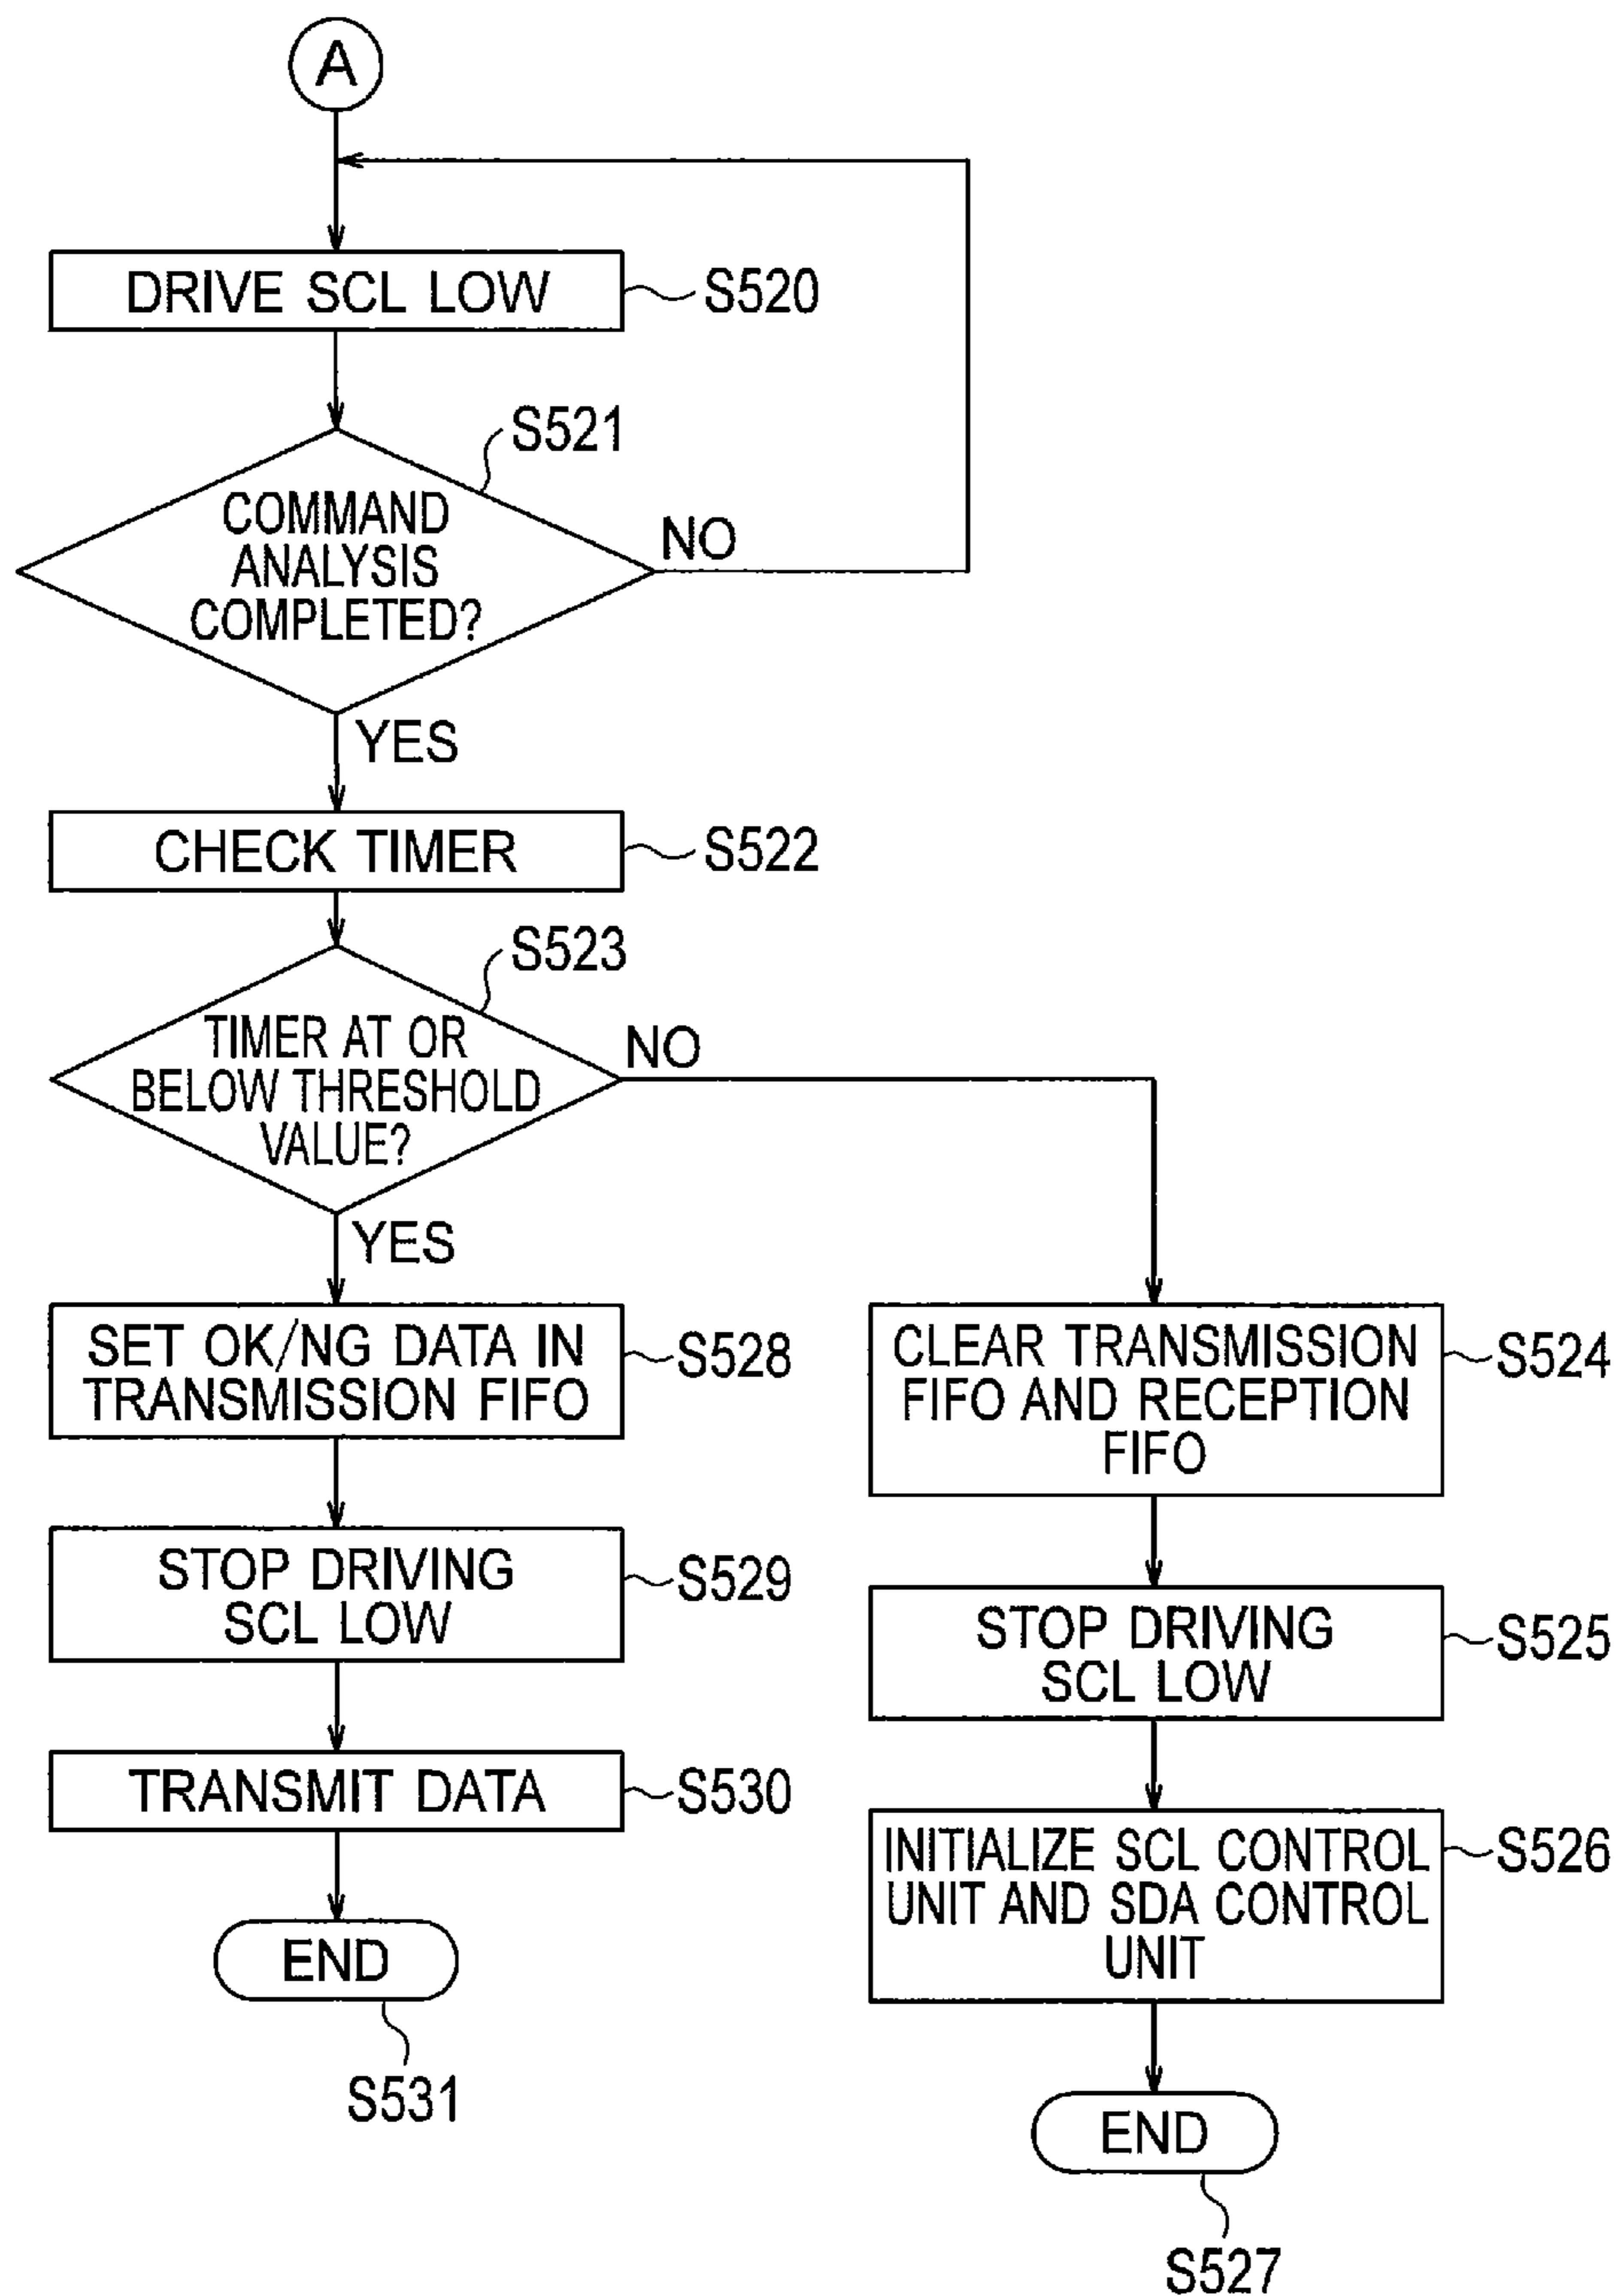 A
DRIVE SCL LOW
S520
S521
COMMAND
ANALYSIS
COMPLETED?
NO
YES
CHECK TIMER
S522
S523
TIMER AT OR
BELOW THRESHOLD
VALUE?
NO
YES
SET OK/NG DATA IN
TRANSMISSION FIFO
S528
CLEAR TRANSMISSION
FIFO AND RECEPTION
FIFO
S524
STOP DRIVING
SCL LOW
S529
STOP DRIVING
SCL LOW
S525
TRANSMIT DATA
S530
INITIALIZE SCL CONTROL
UNIT AND SDA CONTROL
UNIT
S526
END
S531
END
S527